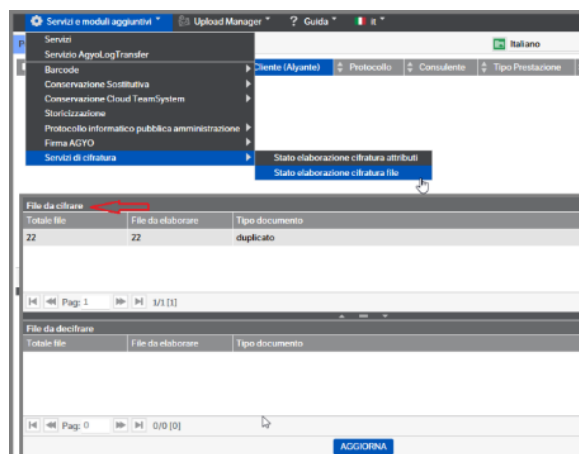 Servizi e moduli aggiuntivi Upload Manager ? Guida it
Servizi
Italiano
Servizio AgyoLogTransfer
Barcode
Cliente (Alyante) Protocollo Consulente Tipo Prestazione
Conservazione Sostitutiva
Conservazione Cloud TeamSystem
Storicizzazione
Protocollo informatico pubblica amministrazione
Firma AGYO
Servizi di cifratura
Stato elaborazione cifratura attributi
Stato elaborazione cifratura file
File da cifrare
Totale file File da elaborare Tipo documento
22 22 duplicato
Pag: 1 1/1 [1]
File da decifrare
Totale file File da elaborare Tipo documento
Pag: 0 0/0 [0]
AGGIORNA